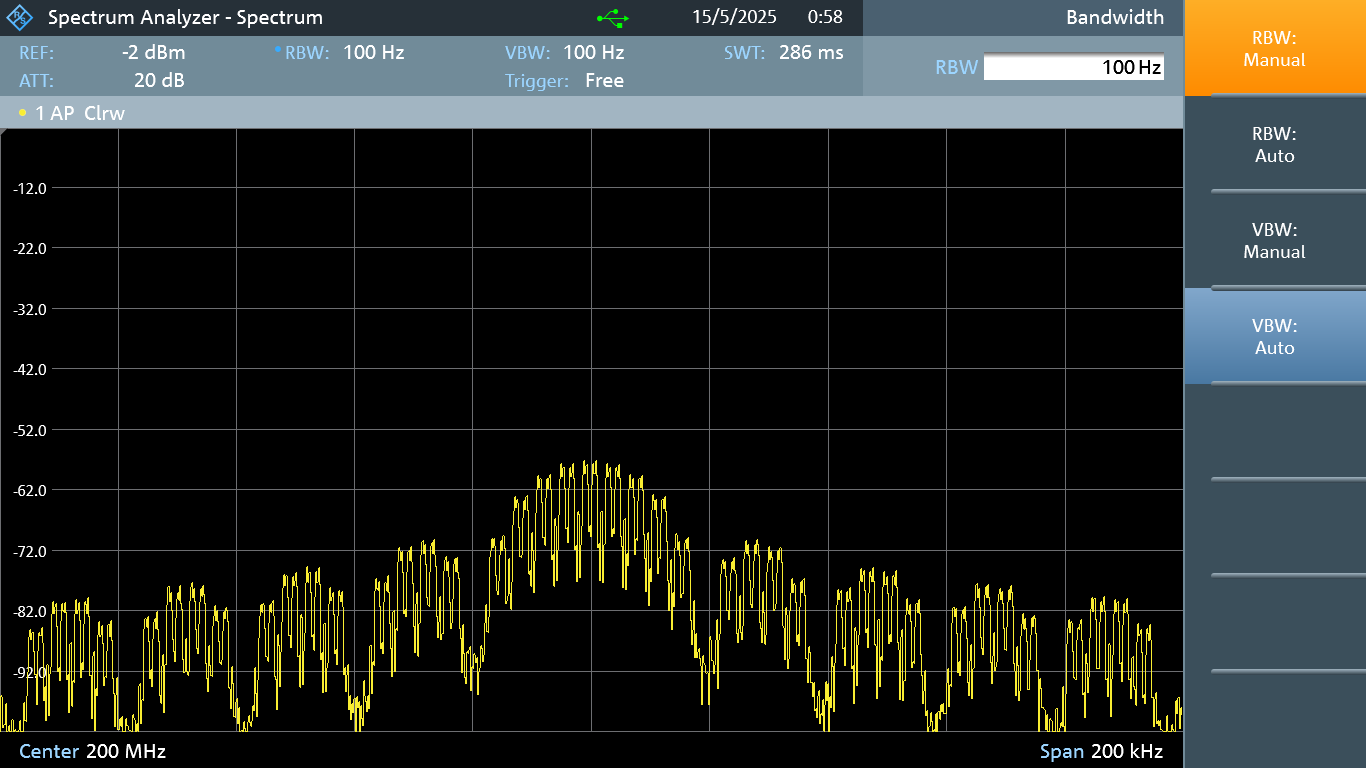 Spectrum Analyzer - Spectrum 15/5/2025 0:58 Bandwidth
REF: -2 dBm RBW: 100 Hz VBW: 100 Hz SWT: 286 ms
ATT: 20 dB Trigger: Free
RBW 100 Hz
1 AP Clrw
-12.0
-22.0
-32.0
-42.0
-52.0
-62.0
-72.0
-82.0
-92.0
Center 200 MHz Span 200 kHz
RBW:
Manual
RBW:
Auto
VBW:
Manual
VBW:
Auto